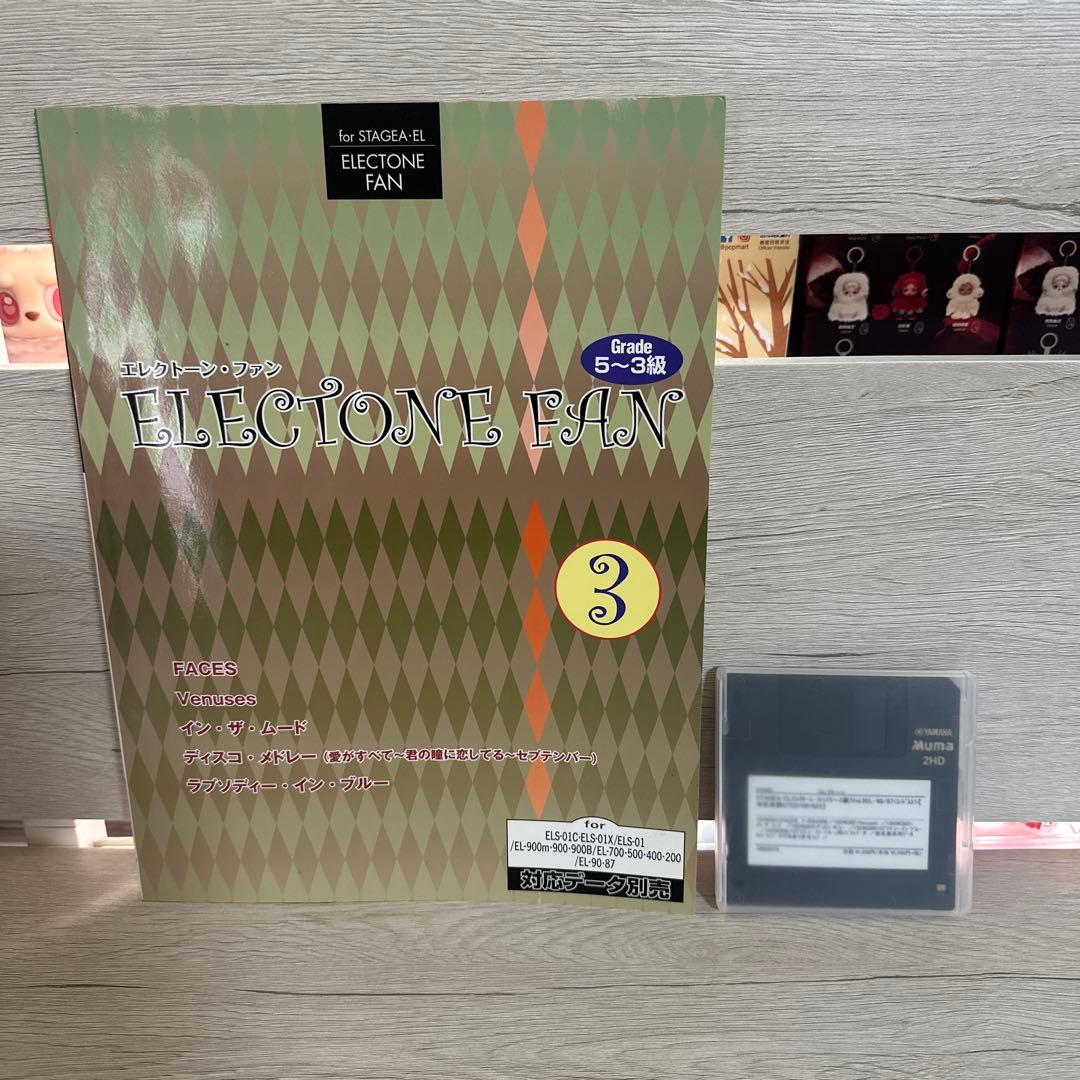 for STAGEA・EL
ELECTONE
FAN
@popmart
Official Website
Grade
5～3級
エレクトーン・ファン
ELECTONE FAN
3
FACES
Venuses
イン・ザ・ムード
ディスコ・メドレー（愛がすべて～君の瞳に恋してる～セプテンバー）
ラプソディー・イン・ブルー
for
ELS-01C・ELS-01X/ELS-01
/EL-900m・900・900B/EL-700・500・400・200
/EL-90・87
対応データ別売
YAMAHA
Muma
2HD